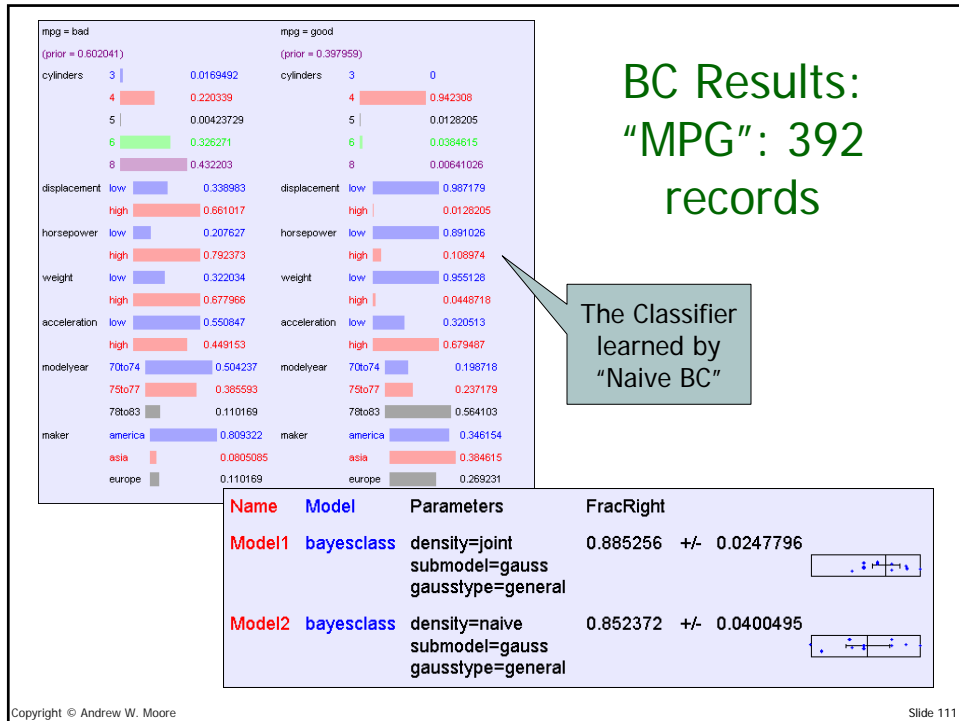 mpg = bad mpg = good
(prior = 0.602041) (prior = 0.397959)
cylinders 3 0.0169492 cylinders 3 0
4 0.220339 4 0.942308
5 0.00423729 5 0.0128205
6 0.326271 6 0.0384615
8 0.432203 8 0.00641026
displacement low 0.338983 displacement low 0.987179
high 0.661017 high 0.0128205
horsepower low 0.207627 horsepower low 0.891026
high 0.792373 high 0.108974
weight low 0.322034 weight low 0.955128
high 0.677966 high 0.0448718
acceleration low 0.550847 acceleration low 0.320513
high 0.449153 high 0.679487
modelyear 70to74 0.504237 modelyear 70to74 0.198718
75to77 0.385593 75to77 0.237179
78to83 0.110169 78to83 0.564103
maker america 0.809322 maker america 0.346154
asia 0.0805085 asia 0.384615
europe 0.110169 europe 0.269231
BC Results:
“MPG”: 392
records
The Classifier
learned by
“Naive BC”
Name Model Parameters FracRight
Model1 bayesclass density=joint 0.885256 +/- 0.0247796
submodel=gauss
gausstype=general
Model2 bayesclass density=naive 0.852372 +/- 0.0400495
submodel=gauss
gausstype=general
Copyright © Andrew W. Moore Slide 111